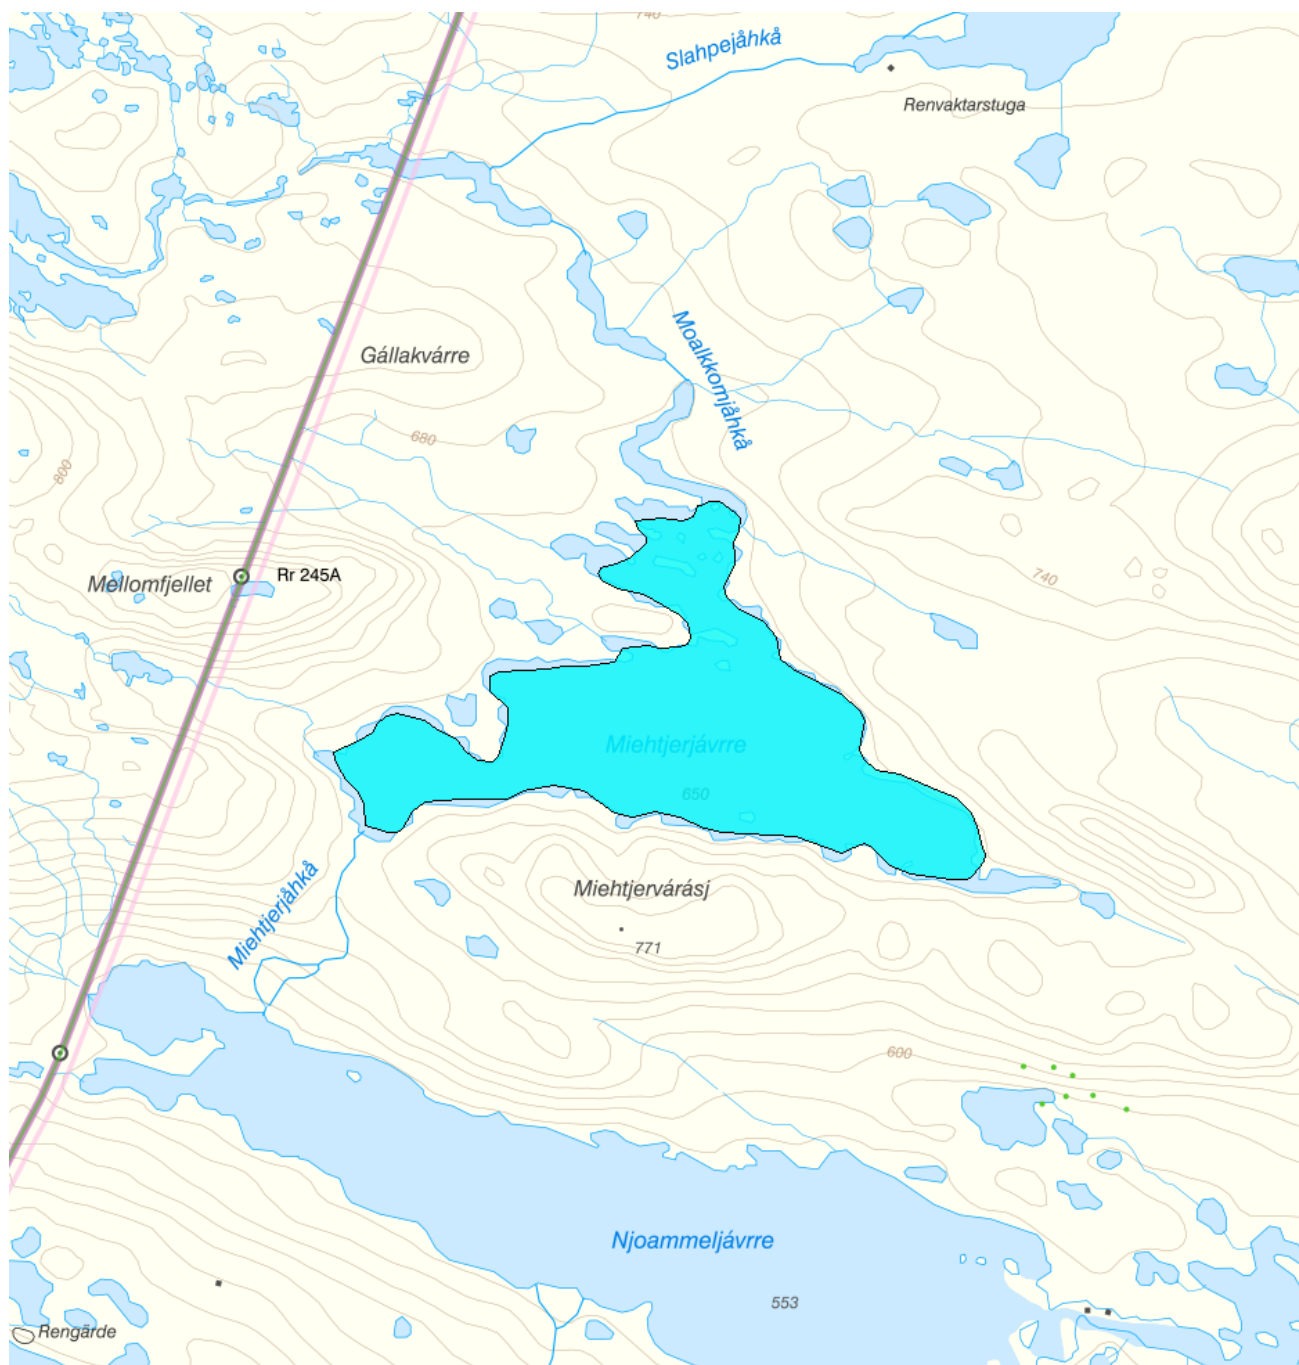 740
Slahpejåhkå
Renvaktarstuga
Moalkkomjåhkå
Gállakvárre
680
800
Mellomfjellet
Rr 245A
740
Miehtjerjávrre
650
Miehtjerjåhkå
Miehtjervárásj
771
600
Njoammeljávrre
553
Rengärde